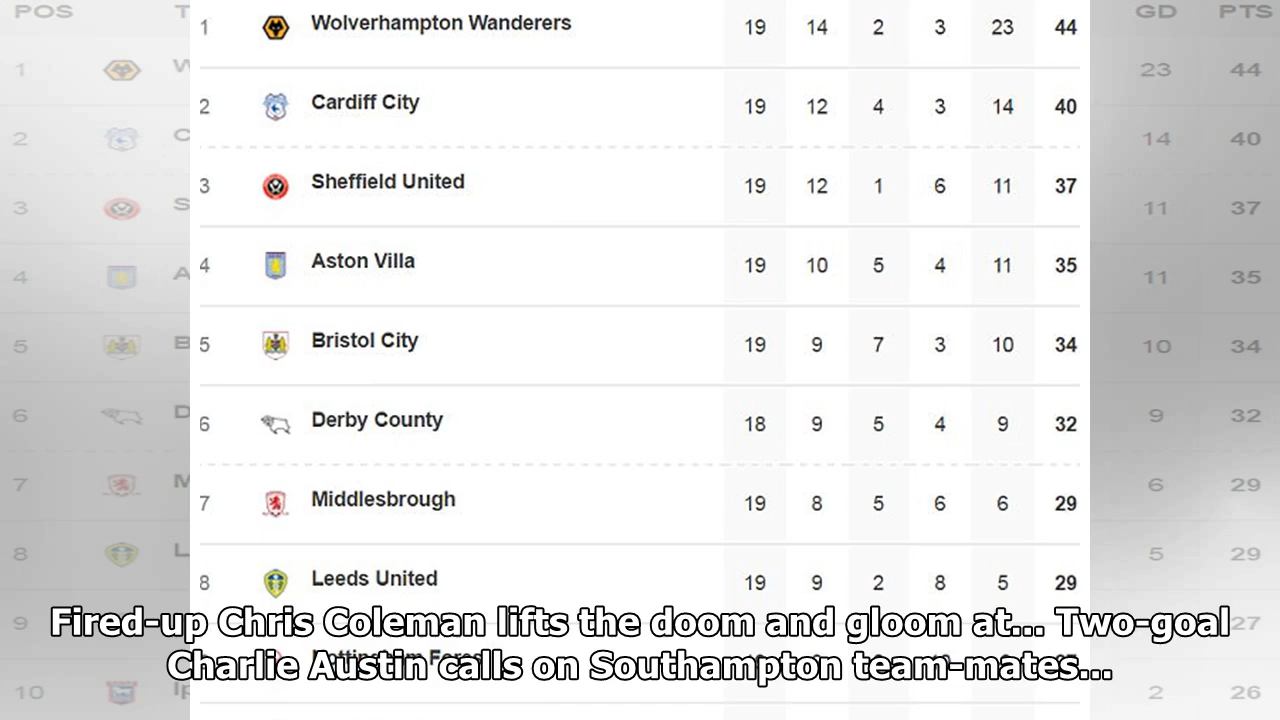 POS GD PTS
1 Wolverhampton Wanderers 19 14 2 3 23 44
1 W 23 44
2 Cardiff City 19 12 4 3 14 40
2 C 14 40
3 Sheffield United 19 12 1 6 11 37
3 S 11 37
4 Aston Villa 19 10 5 4 11 35
4 A 11 35
5 Bristol City 19 9 7 3 10 34
5 B 10 34
6 Derby County 18 9 5 4 9 32
6 D 9 32
7 Middlesbrough 19 8 5 6 6 29
7 M 6 29
8 Leeds United 19 9 2 8 5 29
8 L 5 29
Fired-up Chris Coleman lifts the doom and gloom at... Two-goal
9 27
Charlie Austin calls on Southampton team-mates...
10 Ip 2 26